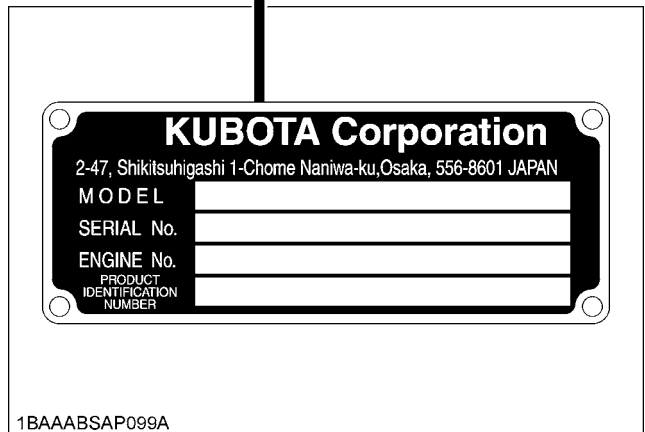 KUBOTA Corporation
2-47, Shikitsuhigashi 1-Chome Naniwa-ku,Osaka, 556-8601 JAPAN
MODEL
SERIAL No.
ENGINE No.
PRODUCT
IDENTIFICATION
NUMBER
1BAAABSAP099A